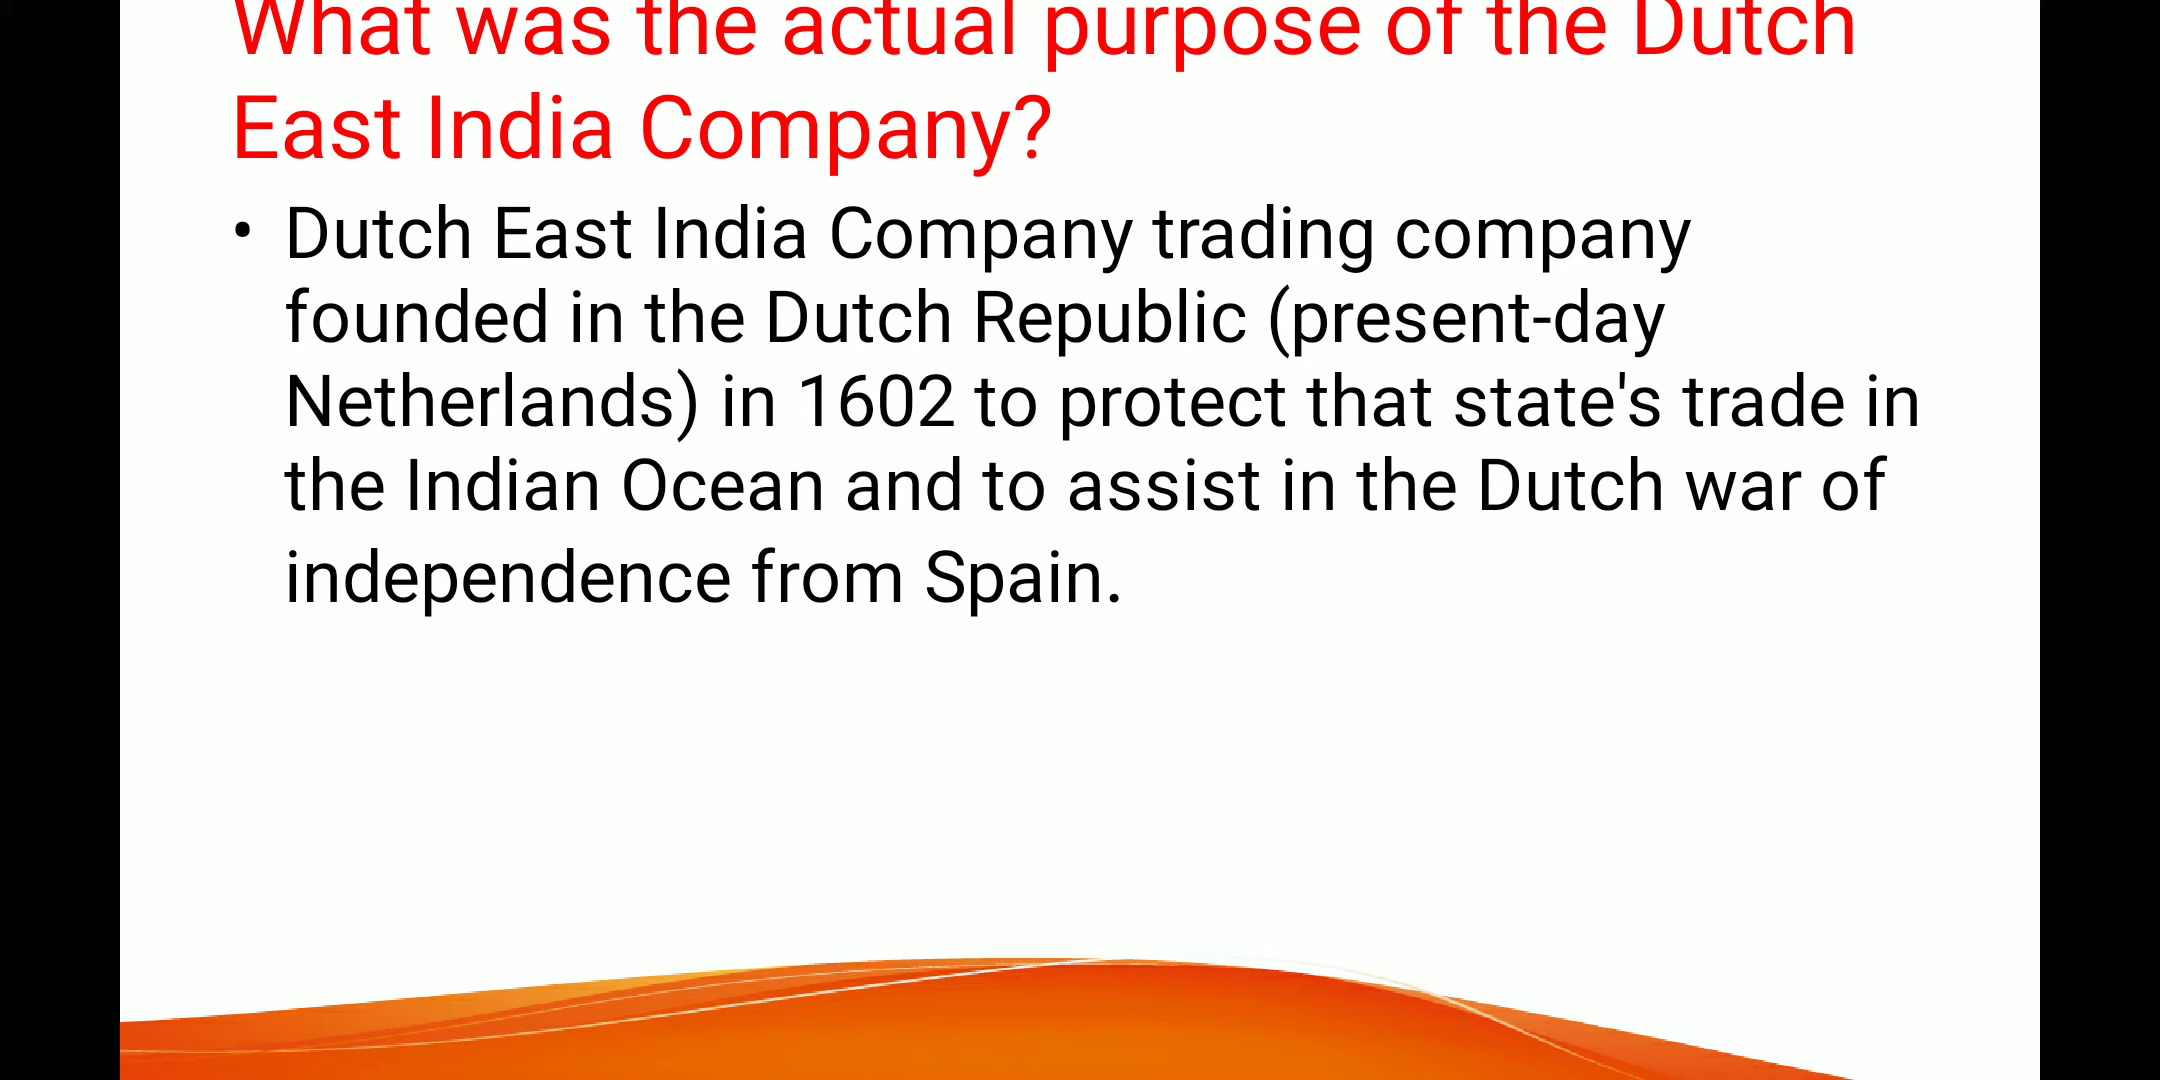 What was the actual purpose of the Dutch
East India Company?
• Dutch East India Company trading company
founded in the Dutch Republic (present-day
Netherlands) in 1602 to protect that state's trade in
the Indian Ocean and to assist in the Dutch war of
independence from Spain.